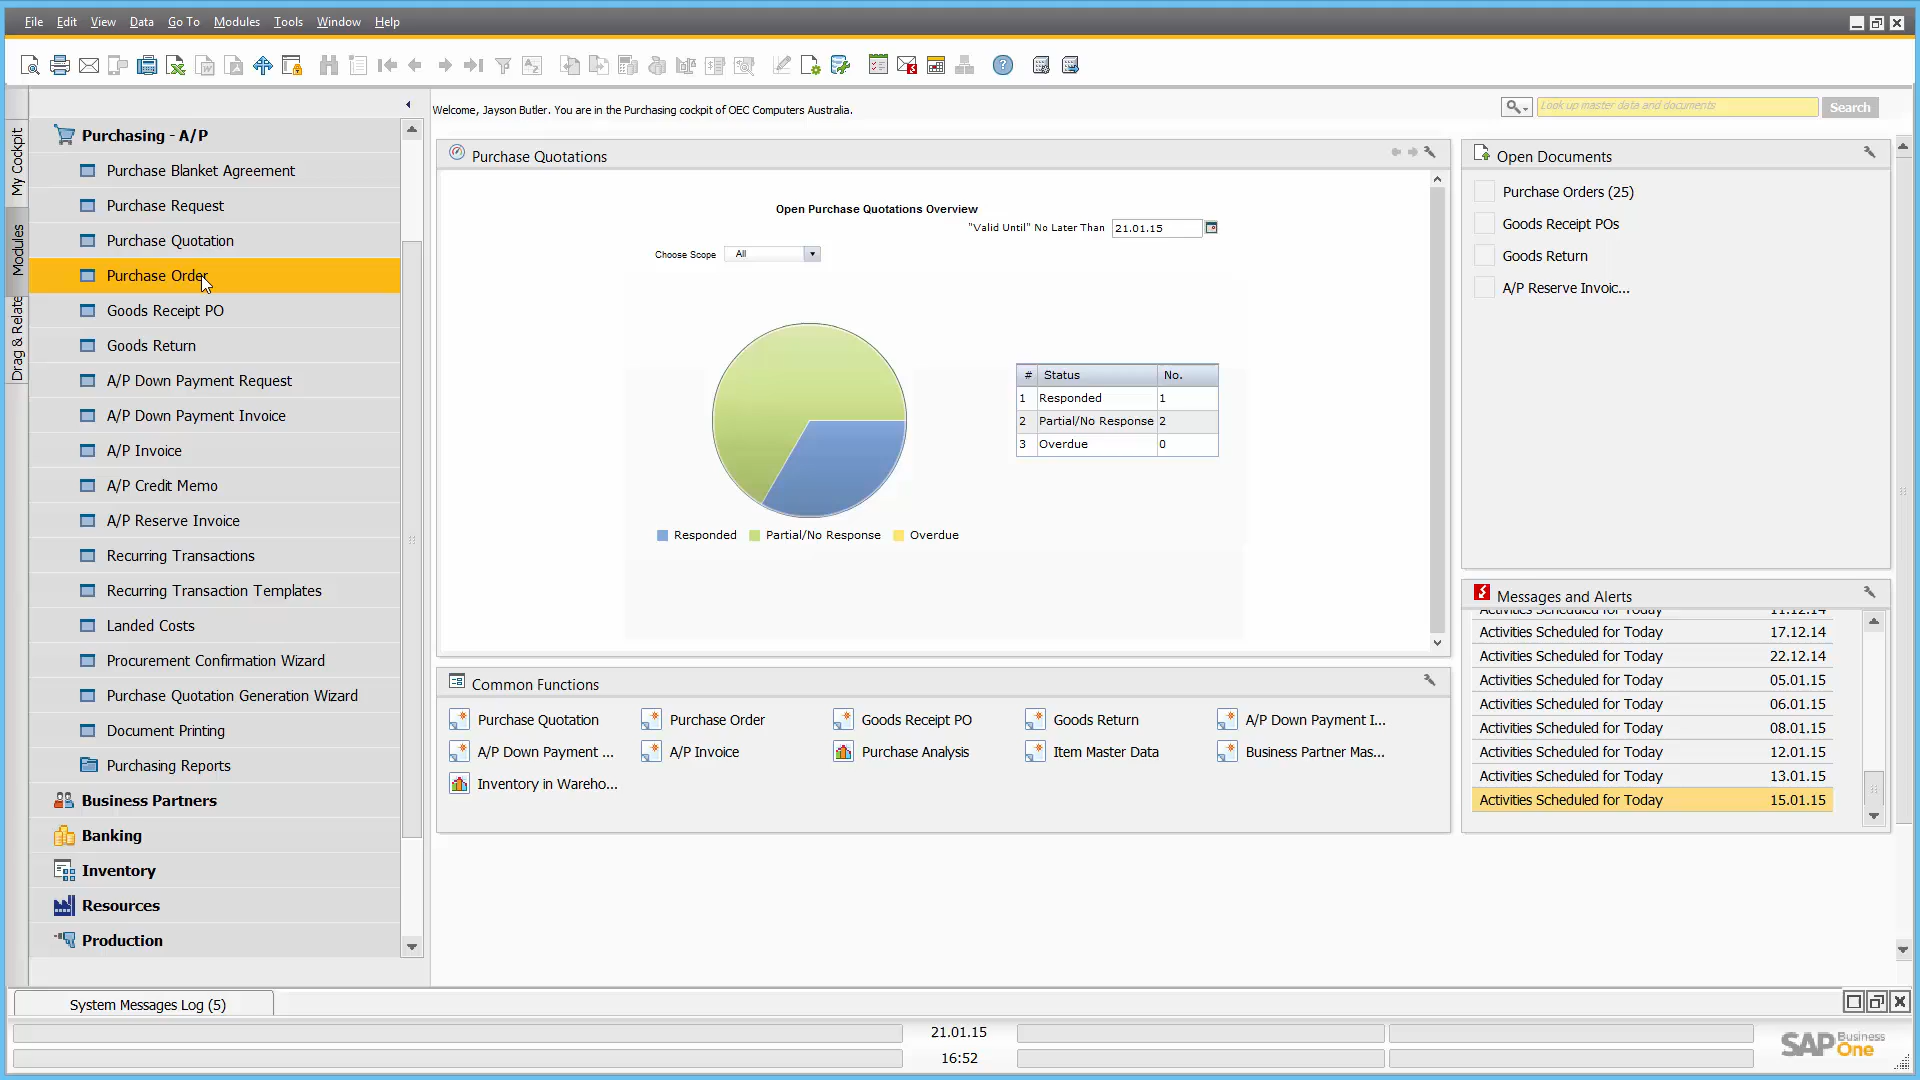 File Edit View Data Go To Modules Tools Window Help
Welcome, Jayson Butler. You are in the Purchasing cockpit of OEC Computers Australia.
Look up master data and documents
Search
My Cockpit
Modules
Drag & Relate
Purchasing - A/P
Purchase Blanket Agreement
Purchase Request
Purchase Quotation
Purchase Order
Goods Receipt PO
Goods Return
A/P Down Payment Request
A/P Down Payment Invoice
A/P Invoice
A/P Credit Memo
A/P Reserve Invoice
Recurring Transactions
Recurring Transaction Templates
Landed Costs
Procurement Confirmation Wizard
Purchase Quotation Generation Wizard
Document Printing
Purchasing Reports
Business Partners
Banking
Inventory
Resources
Production
Purchase Quotations
Open Purchase Quotations Overview
"Valid Until" No Later Than 21.01.15
Choose Scope All
# Status No.
1 Responded 1
2 Partial/No Response 2
3 Overdue 0
Responded Partial/No Response Overdue
Common Functions
Purchase Quotation Purchase Order Goods Receipt PO Goods Return A/P Down Payment I...
A/P Down Payment ... A/P Invoice Purchase Analysis Item Master Data Business Partner Mas...
Inventory in Wareho...
Open Documents
Purchase Orders (25)
Goods Receipt POs
Goods Return
A/P Reserve Invoic...
Messages and Alerts
Activities Scheduled for Today 11.12.14
Activities Scheduled for Today 17.12.14
Activities Scheduled for Today 22.12.14
Activities Scheduled for Today 05.01.15
Activities Scheduled for Today 06.01.15
Activities Scheduled for Today 08.01.15
Activities Scheduled for Today 12.01.15
Activities Scheduled for Today 13.01.15
Activities Scheduled for Today 15.01.15
System Messages Log (5)
21.01.15
16:52
SAP Business One